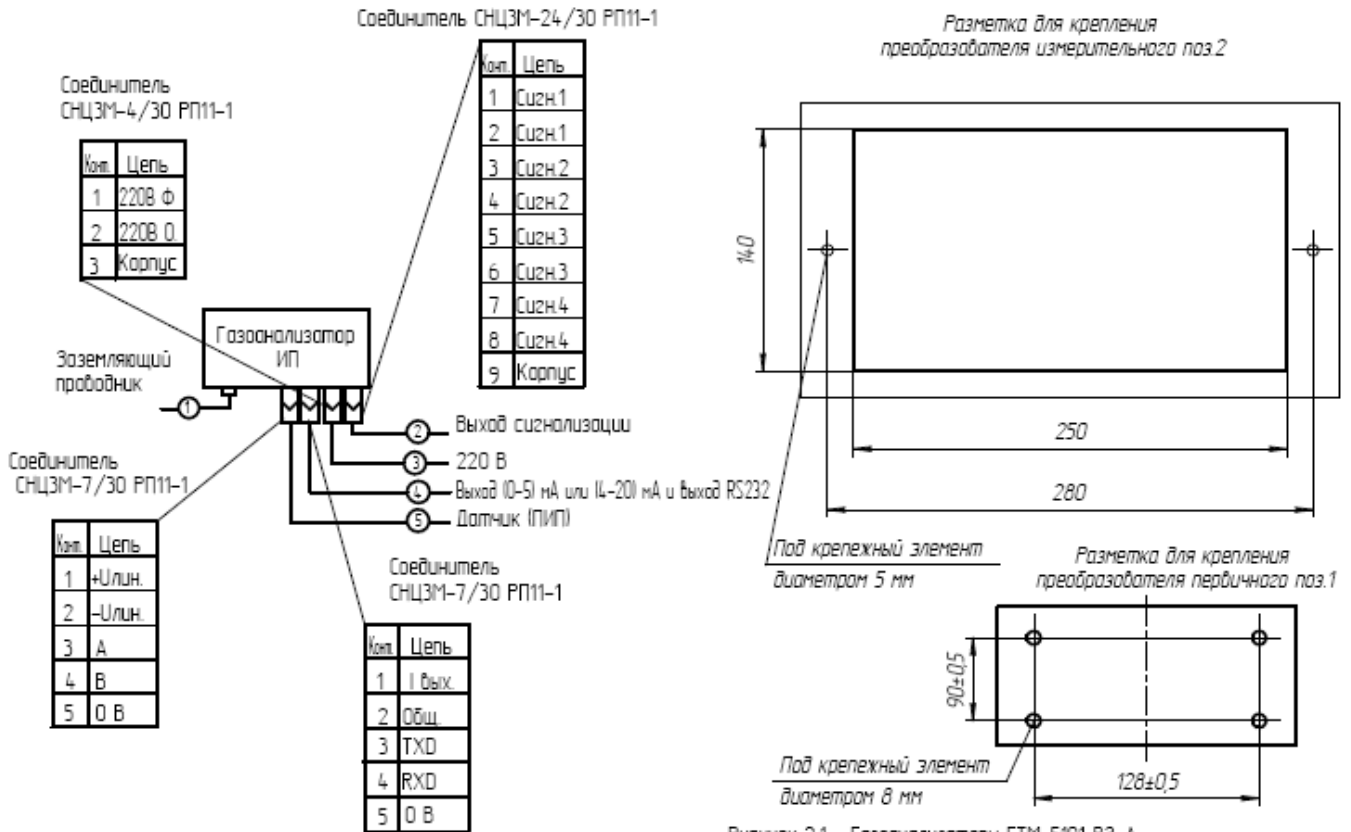 Соединитель СНЦ3М-24/30 РП11-1
Конт. Цепь
1 Сигн.1
2 Сигн.1
3 Сигн.2
4 Сигн.2
5 Сигн.3
6 Сигн.3
7 Сигн.4
8 Сигн.4
9 Корпус
Соединитель
СНЦ3М-4/30 РП11-1
Конт. Цепь
1 220В Ф
2 220В О.
3 Корпус
Газоанализатор
ИП
Заземляющий
проводник
1
2 Выход сигнализации
3 220 В
4 Выход (0-5) мА или (4-20) мА и выход RS232
5 Датчик (ПИП)
Соединитель
СНЦ3М-7/30 РП11-1
Конт. Цепь
1 +Uлин.
2 -Uлин.
3 А
4 В
5 0 В
Соединитель
СНЦ3М-7/30 РП11-1
Конт. Цепь
1 I вых.
2 Общ.
3 TXD
4 RXD
5 0 В
Разметка для крепления
преобразователя измерительного поз.2
140
250
280
Под крепежный элемент
диаметром 5 мм
Разметка для крепления
преобразователя первичного поз.1
90±0,5
128±0,5
Под крепежный элемент
диаметром 8 мм